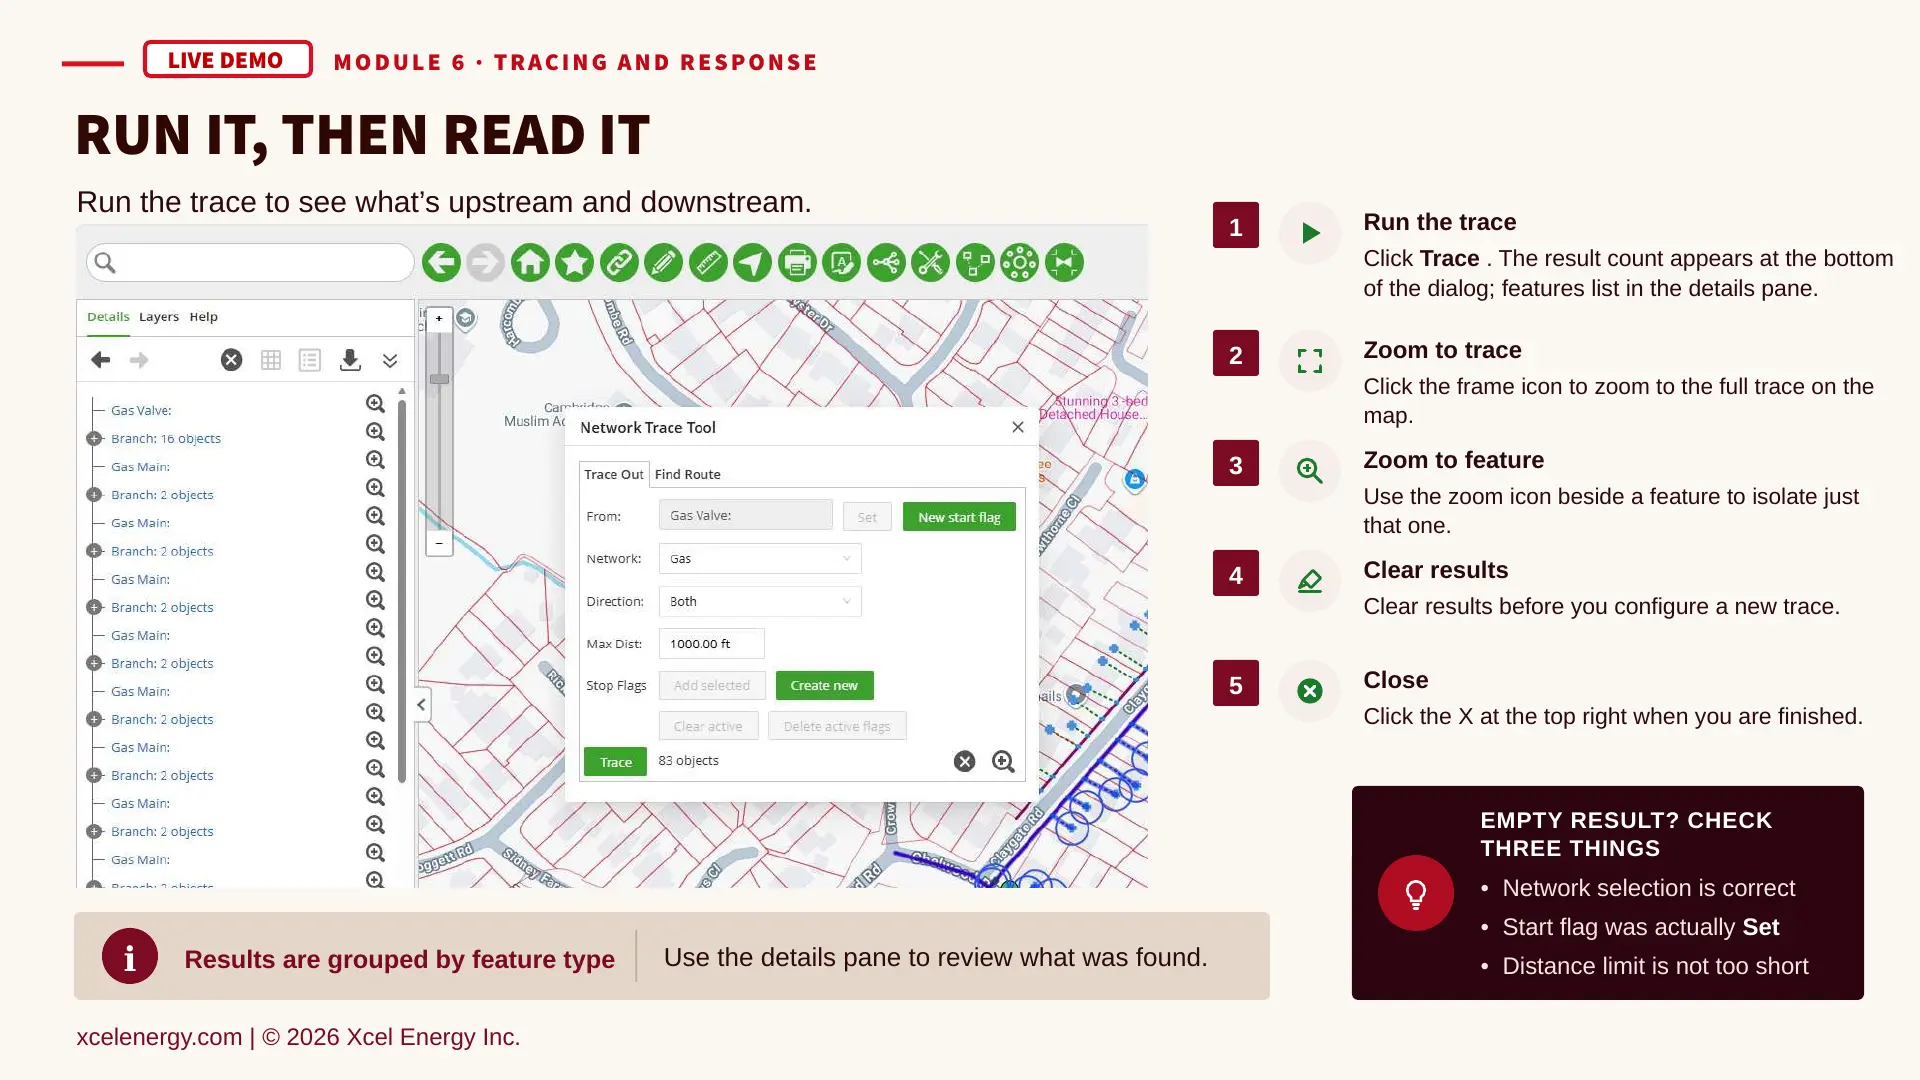 LIVE DEMO
MODULE 6 · TRACING AND RESPONSE
RUN IT, THEN READ IT
Run the trace to see what’s upstream and downstream.
Details Layers Help
Gas Valve:
Branch: 16 objects
Gas Main:
Branch: 2 objects
Gas Main:
Branch: 2 objects
Gas Main:
Branch: 2 objects
Gas Main:
Branch: 2 objects
Gas Main:
Branch: 2 objects
Gas Main:
Branch: 2 objects
Gas Main:
Branch: 2 objects
Gas Main:
Branch: 2 objects
Stunning 3-bed
Detached House...
Cambridge
Muslim
Network Trace Tool
Trace Out Find Route
From: Gas Valve: Set New start flag
Network: Gas
Direction: Both
Max Dist: 1000.00 ft
Stop Flags Add selected Create new
Clear active Delete active flags
Trace 83 objects
Claygate Rd
Sidney
1
Run the trace
Click Trace . The result count appears at the bottom
of the dialog; features list in the details pane.
2
Zoom to trace
Click the frame icon to zoom to the full trace on the
map.
3
Zoom to feature
Use the zoom icon beside a feature to isolate just
that one.
4
Clear results
Clear results before you configure a new trace.
5
Close
Click the X at the top right when you are finished.
EMPTY RESULT? CHECK
THREE THINGS
• Network selection is correct
• Start flag was actually Set
• Distance limit is not too short
Results are grouped by feature type
Use the details pane to review what was found.
xcelenergy.com | © 2026 Xcel Energy Inc.